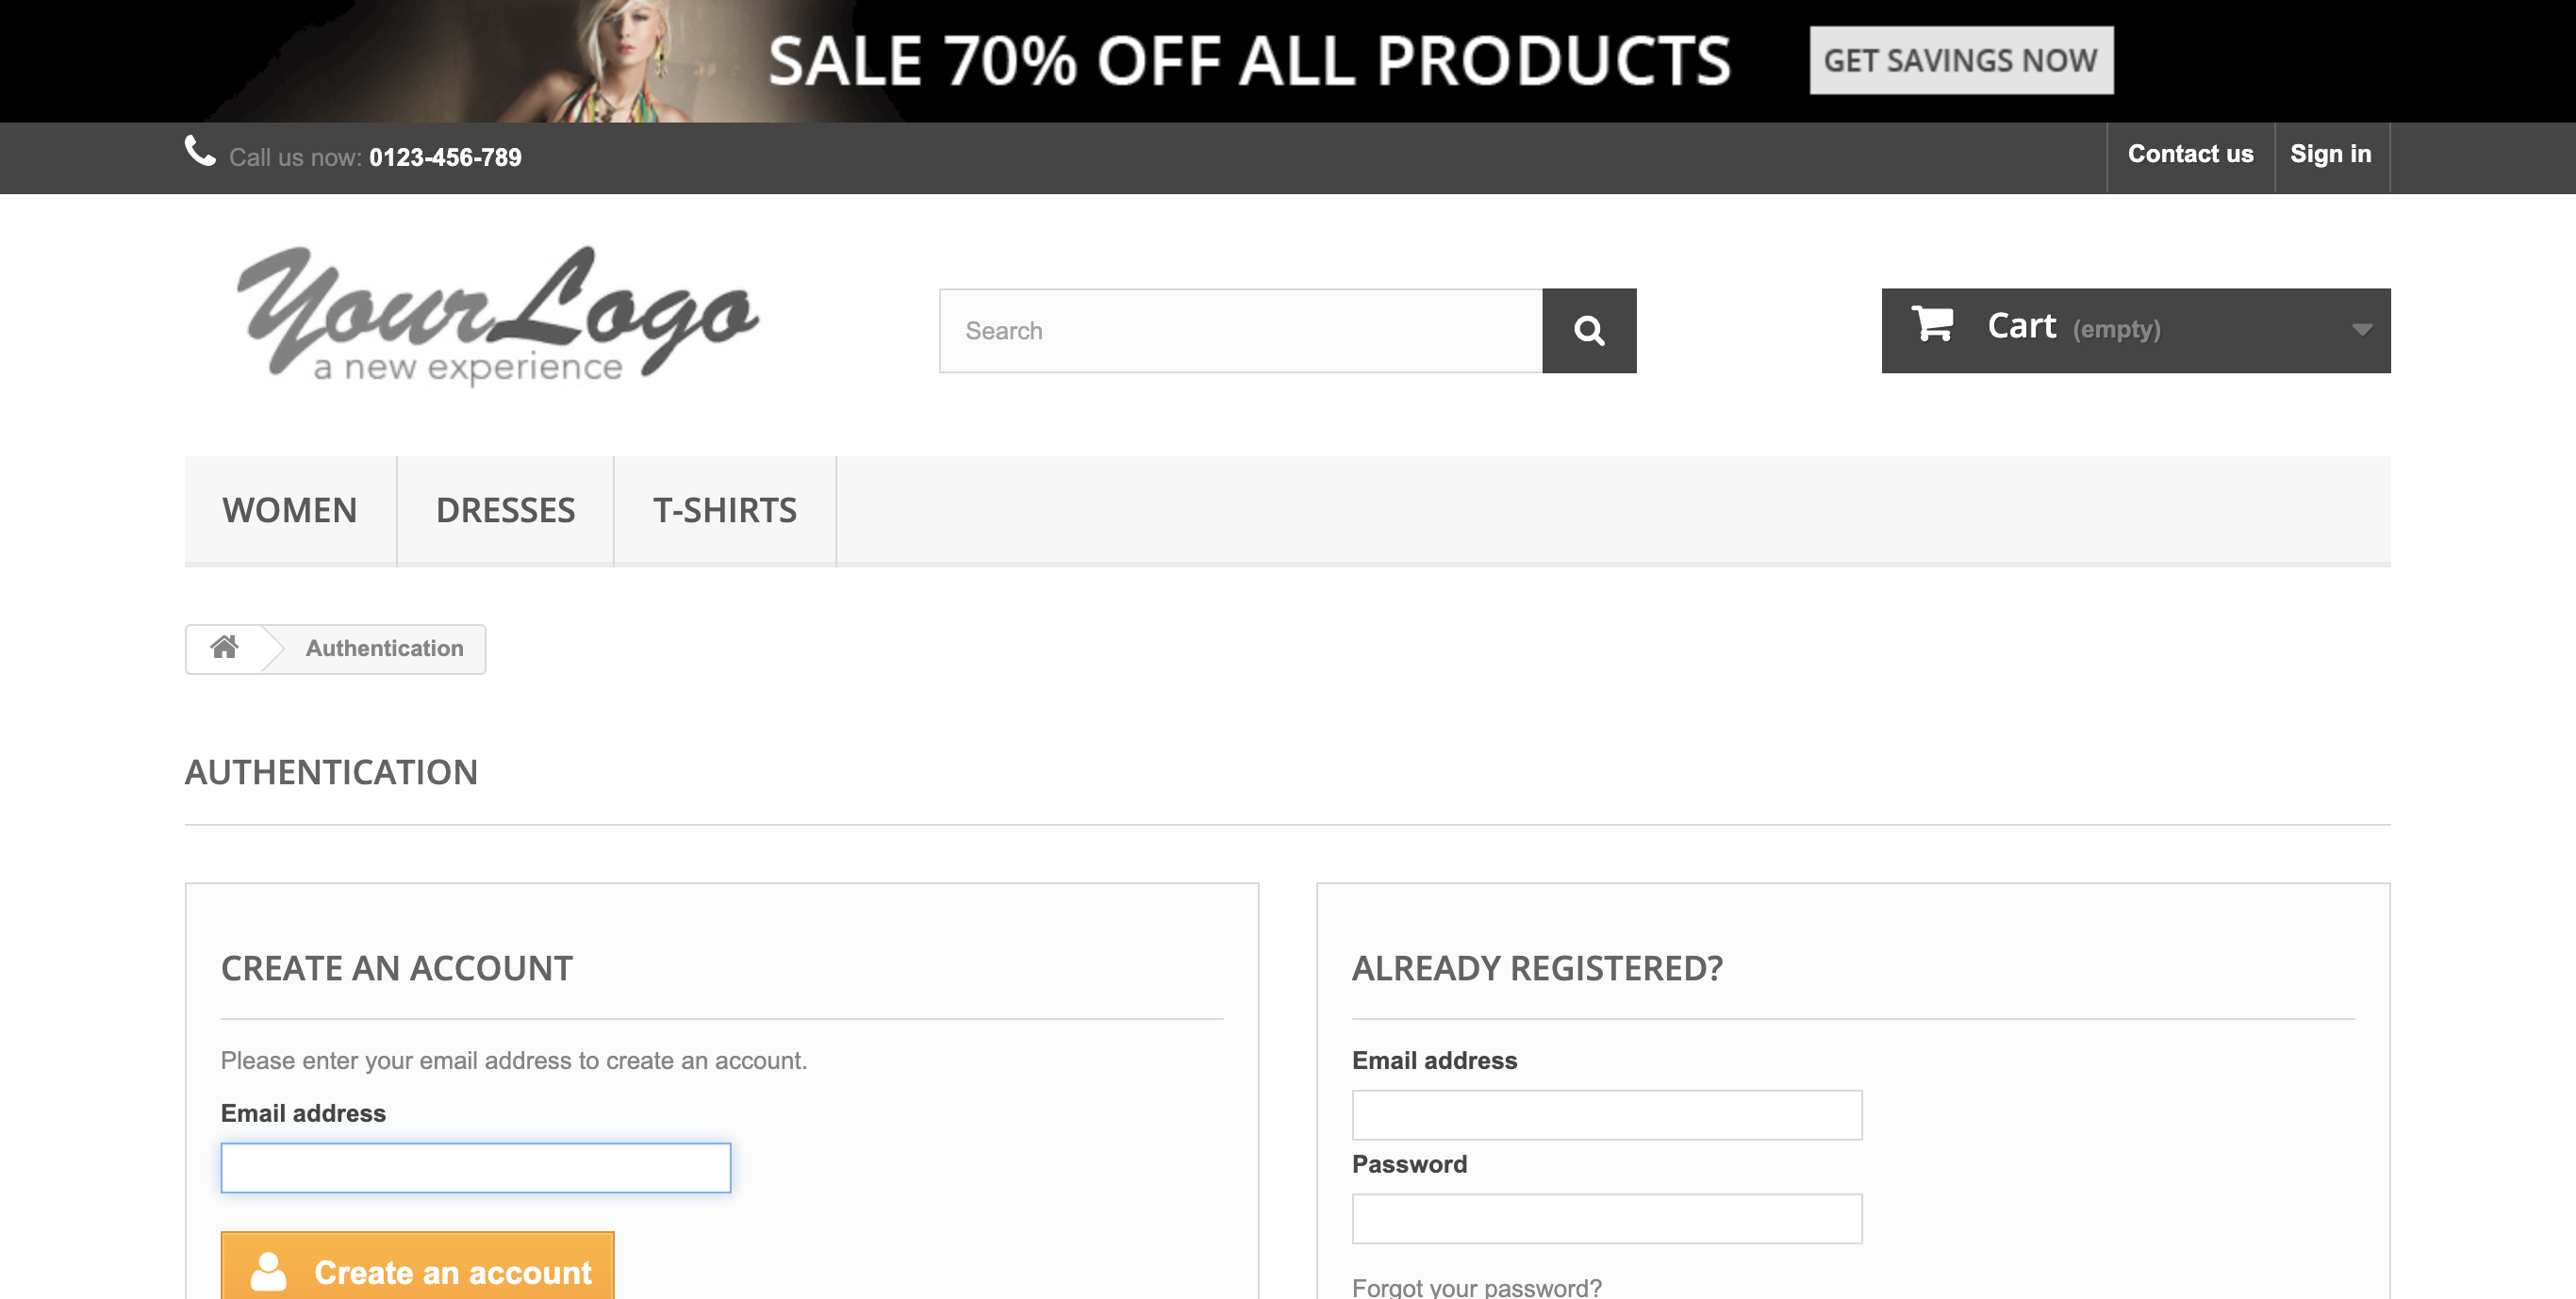 SALE 70% OFF ALL PRODUCTS
GET SAVINGS NOW
Call us now: 0123-456-789
Contact us
Sign in
Your Logo
a new experience
Search
Cart (empty)
WOMEN
DRESSES
T-SHIRTS
Authentication
AUTHENTICATION
CREATE AN ACCOUNT
Please enter your email address to create an account.
Email address
Create an account
ALREADY REGISTERED?
Email address
Password
Forgot your password?